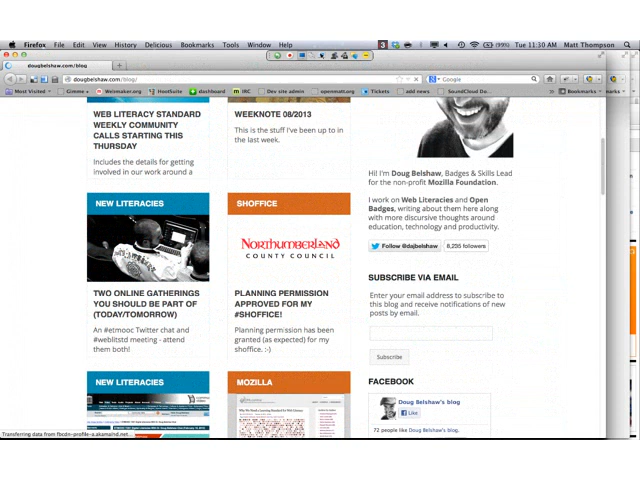 Firefox File Edit View History Delicious Bookmarks Tools Window Help
(99%) Tue 11:30 AM Matt Thompson
dougbelshaw.com/blog
dougbelshaw.com/blog/
Google
Most Visited Gimme Webmaker.org HootSuite dashboard IRC Dev site admin openmatt.org Tickets add news SoundCloud Do... Bookmarks
WEB LITERACY STANDARD
WEEKLY COMMUNITY
CALLS STARTING THIS
THURSDAY
Includes the details for getting
involved in our work around a
WEEKNOTE 08/2013
This is the stuff I've been up to in
the last week.
NEW LITERACIES
TWO ONLINE GATHERINGS
YOU SHOULD BE PART OF
(TODAY/TOMORROW)
An #etmooc Twitter chat and
#weblitstd meeting - attend
them both!
SHOFFICE
NORTHUMBERLAND
COUNTY COUNCIL
PLANNING PERMISSION
APPROVED FOR MY
#SHOFFICE!
Planning permission has been
granted (as expected) for my
shoffice. :-)
NEW LITERACIES
MOZILLA
Hi! I'm Doug Belshaw, Badges & Skills Lead
for the non-profit Mozilla Foundation.
I work on Web Literacies and Open
Badges, writing about them here along
with more discursive thoughts around
education, technology and productivity.
Follow @dajbelshaw
followers
SUBSCRIBE VIA EMAIL
Enter your email address to subscribe to
this blog and receive notifications of new
posts by email.
Subscribe
FACEBOOK
Doug Belshaw's blog
Like
72 people like Doug Belshaw's blog.
Transferring data from fbcdn-profile-a.akamaihd.net...